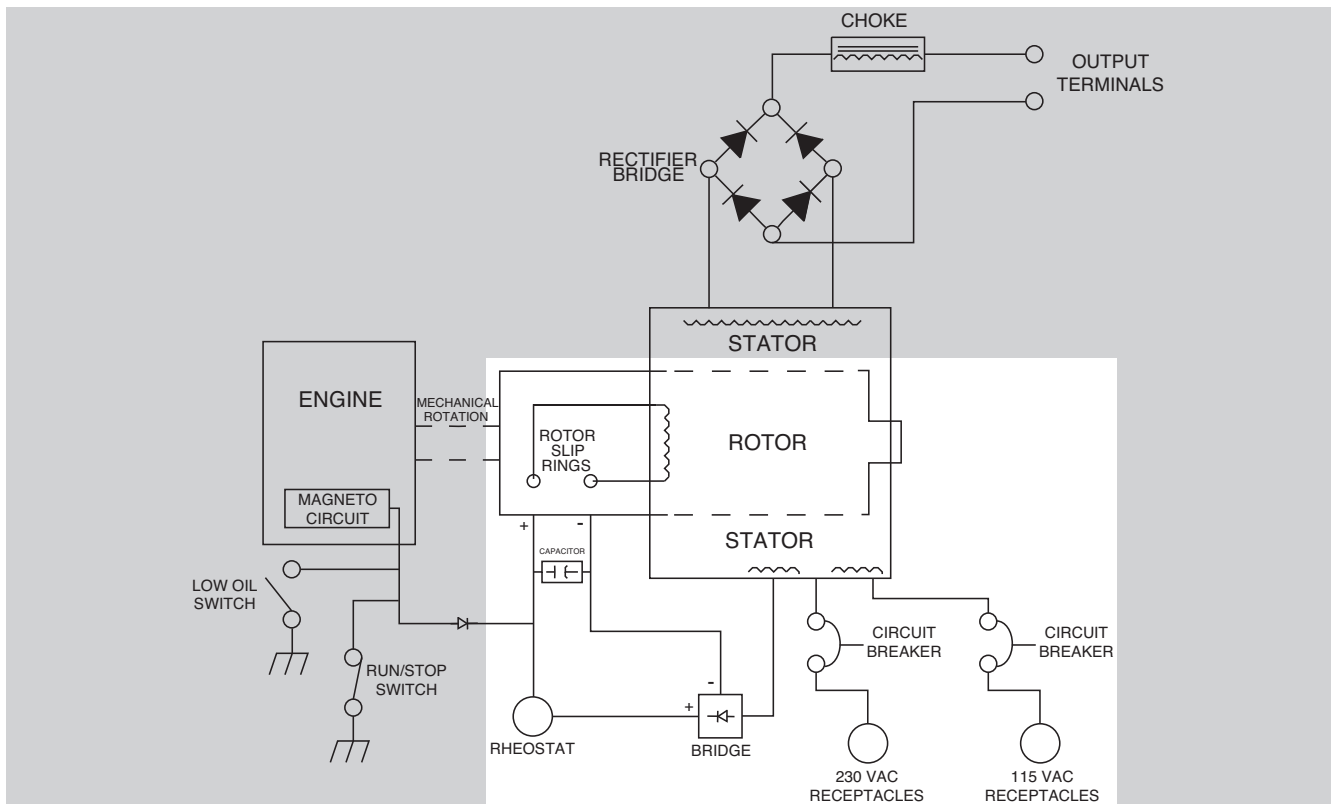 CHOKE
OUTPUT
TERMINALS
RECTIFIER
BRIDGE
STATOR
ENGINE
MECHANICAL
ROTATION
ROTOR
SLIP
RINGS
ROTOR
MAGNETO
CIRCUIT
+
-
STATOR
CAPACITOR
LOW OIL
SWITCH
CIRCUIT
BREAKER
CIRCUIT
BREAKER
RUN/STOP
SWITCH
-
+
RHEOSTAT
BRIDGE
230 VAC
RECEPTACLES
115 VAC
RECEPTACLES